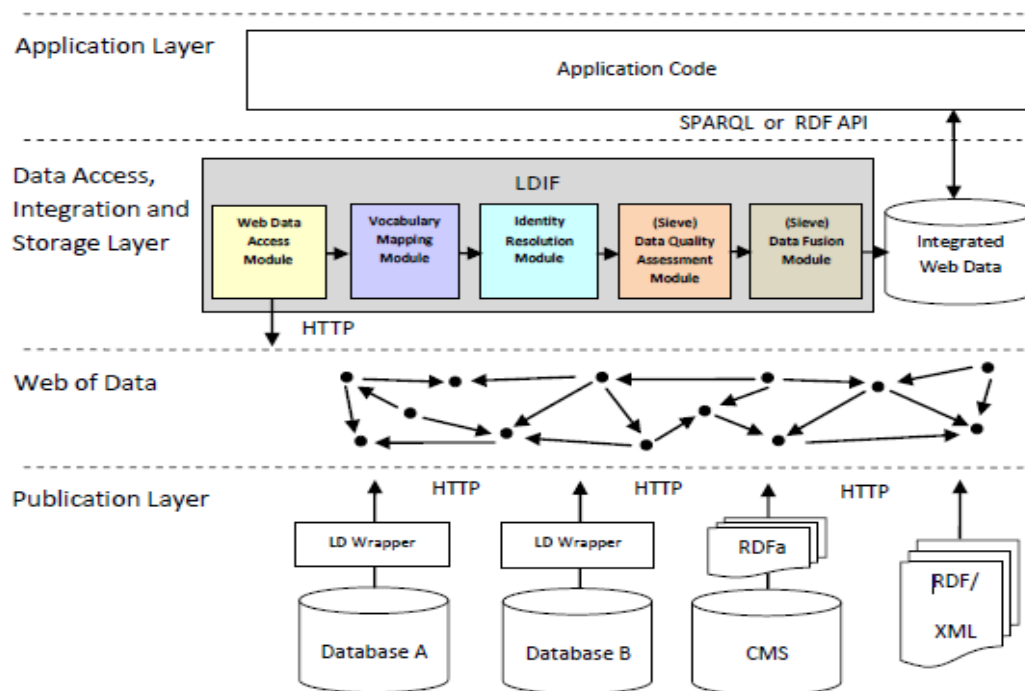 Application Layer
Application Code
SPARQL or RDF API
Data Access,
Integration and
Storage Layer
LDIF
Web Data
Access
Module
Vocabulary
Mapping
Module
Identity
Resolution
Module
(Sieve)
Data Quality
Assessment
Module
(Sieve)
Data Fusion
Module
Integrated
Web Data
HTTP
Web of Data
Publication Layer
HTTP
HTTP
HTTP
LD Wrapper
LD Wrapper
RDFa
RDF/
XML
Database A
Database B
CMS